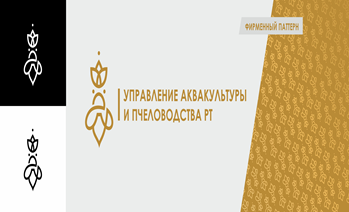 ФИРМЕННЫЙ ПАТТЕРН
УПРАВЛЕНИЕ АКВАКУЛЬТУРЫ
И ПЧЕЛОВОДСТВА РТ